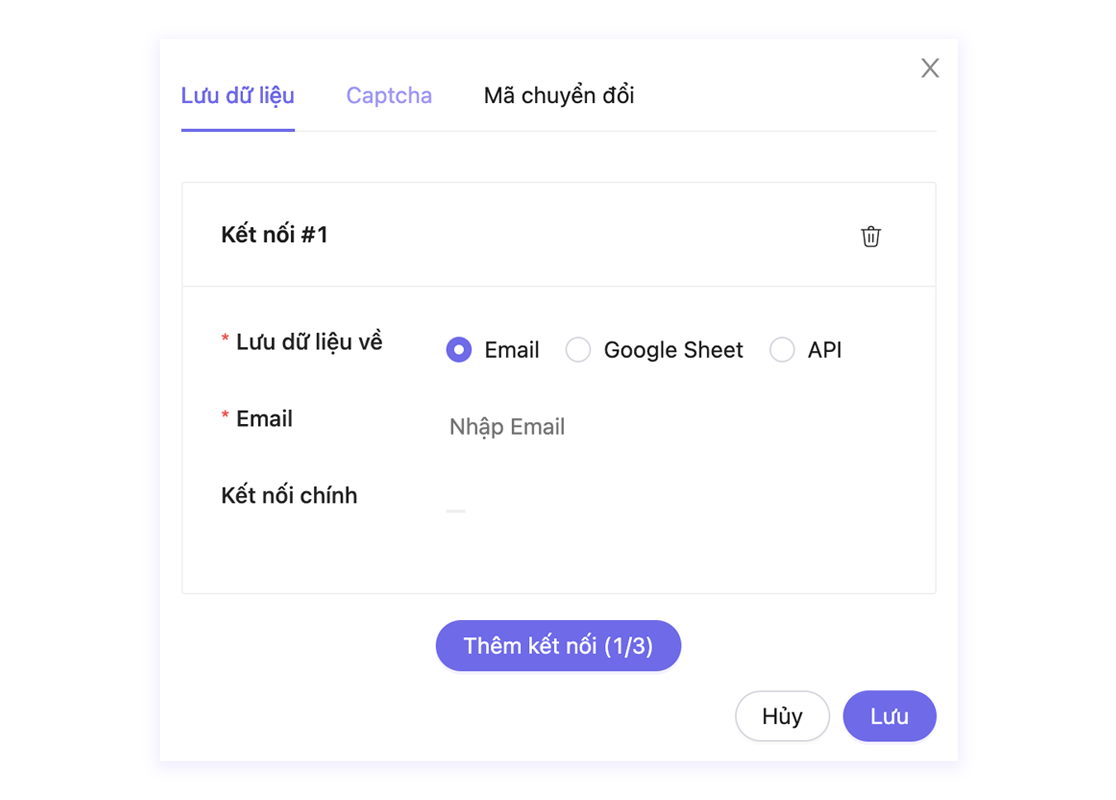 Lưu dữ liệu Captcha Mã chuyển đổi
Kết nối #1
* Lưu dữ liệu về Email Google Sheet API
* Email Nhập Email
Kết nối chính
Thêm kết nối (1/3)
Hủy Lưu